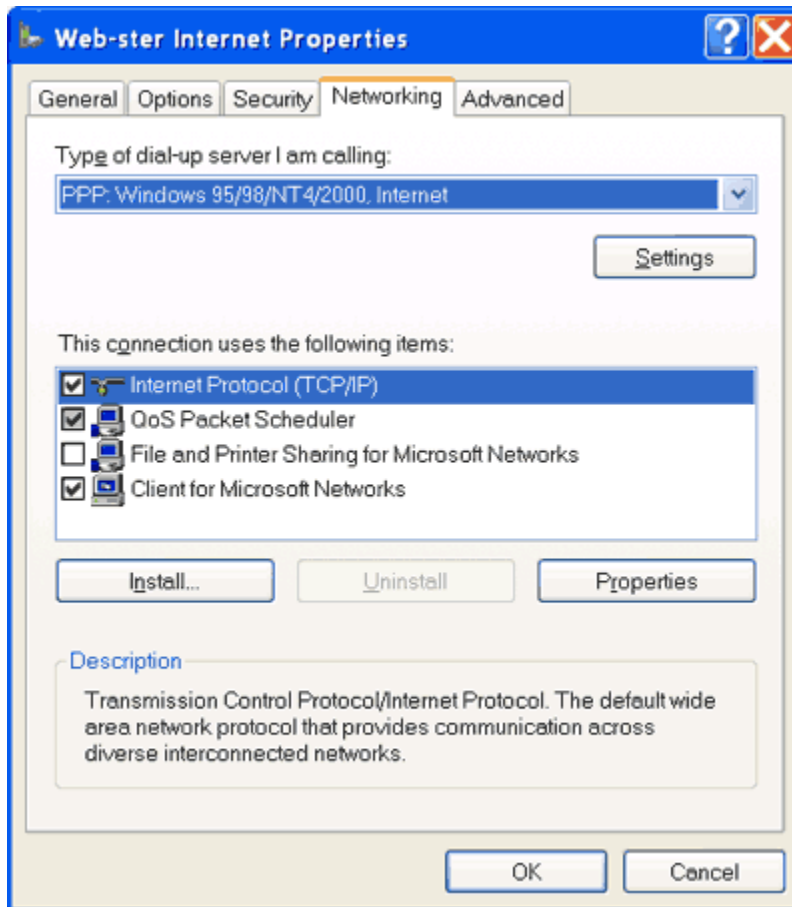 Web-ster Internet Properties
General Options Security Networking Advanced
Type of dial-up server I am calling:
PPP: Windows 95/98/NT4/2000, Internet
Settings
This connection uses the following items:
Internet Protocol (TCP/IP)
QoS Packet Scheduler
File and Printer Sharing for Microsoft Networks
Client for Microsoft Networks
Install... Uninstall Properties
Description
Transmission Control Protocol/Internet Protocol. The default wide
area network protocol that provides communication across
diverse interconnected networks.
OK Cancel